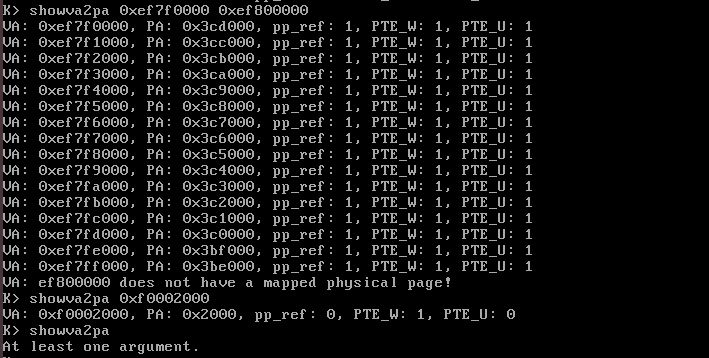 K> showva2pa 0xef7f0000 0xef800000
VA: 0xef7f0000, PA: 0x3cd000, pp_ref: 1, PTE_W: 1, PTE_U: 1
VA: 0xef7f1000, PA: 0x3cc000, pp_ref: 1, PTE_W: 1, PTE_U: 1
VA: 0xef7f2000, PA: 0x3cb000, pp_ref: 1, PTE_W: 1, PTE_U: 1
VA: 0xef7f3000, PA: 0x3ca000, pp_ref: 1, PTE_W: 1, PTE_U: 1
VA: 0xef7f4000, PA: 0x3c9000, pp_ref: 1, PTE_W: 1, PTE_U: 1
VA: 0xef7f5000, PA: 0x3c8000, pp_ref: 1, PTE_W: 1, PTE_U: 1
VA: 0xef7f6000, PA: 0x3c7000, pp_ref: 1, PTE_W: 1, PTE_U: 1
VA: 0xef7f7000, PA: 0x3c6000, pp_ref: 1, PTE_W: 1, PTE_U: 1
VA: 0xef7f8000, PA: 0x3c5000, pp_ref: 1, PTE_W: 1, PTE_U: 1
VA: 0xef7f9000, PA: 0x3c4000, pp_ref: 1, PTE_W: 1, PTE_U: 1
VA: 0xef7fa000, PA: 0x3c3000, pp_ref: 1, PTE_W: 1, PTE_U: 1
VA: 0xef7fb000, PA: 0x3c2000, pp_ref: 1, PTE_W: 1, PTE_U: 1
VA: 0xef7fc000, PA: 0x3c1000, pp_ref: 1, PTE_W: 1, PTE_U: 1
VA: 0xef7fd000, PA: 0x3c0000, pp_ref: 1, PTE_W: 1, PTE_U: 1
VA: 0xef7fe000, PA: 0x3bf000, pp_ref: 1, PTE_W: 1, PTE_U: 1
VA: 0xef7ff000, PA: 0x3be000, pp_ref: 1, PTE_W: 1, PTE_U: 1
VA: ef800000 does not have a mapped physical page!
K> showva2pa 0xf0002000
VA: 0xf0002000, PA: 0x2000, pp_ref: 0, PTE_W: 1, PTE_U: 0
K> showva2pa
At least one argument.